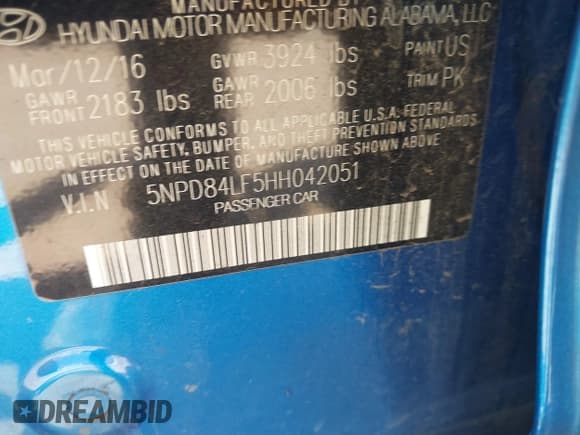 MANUFACTURED BY
HYUNDAI MOTOR MANUFACTURING ALABAMA, LLC
Mar/12/16 GVWR 3924 lbs PAINT US
GAWR FRONT 2183 lbs GAWR REAR 2006 lbs TRIM PK
THIS VEHICLE CONFORMS TO ALL APPLICABLE U.S.A. FEDERAL
MOTOR VEHICLE SAFETY, BUMPER, AND THEFT PREVENTION STANDARDS
IN EFFECT ON THE DATE OF MANUFACTURE SHOWN ABOVE.
V.I.N 5NPD84LF5HH042051
PASSENGER CAR
DREAMBID